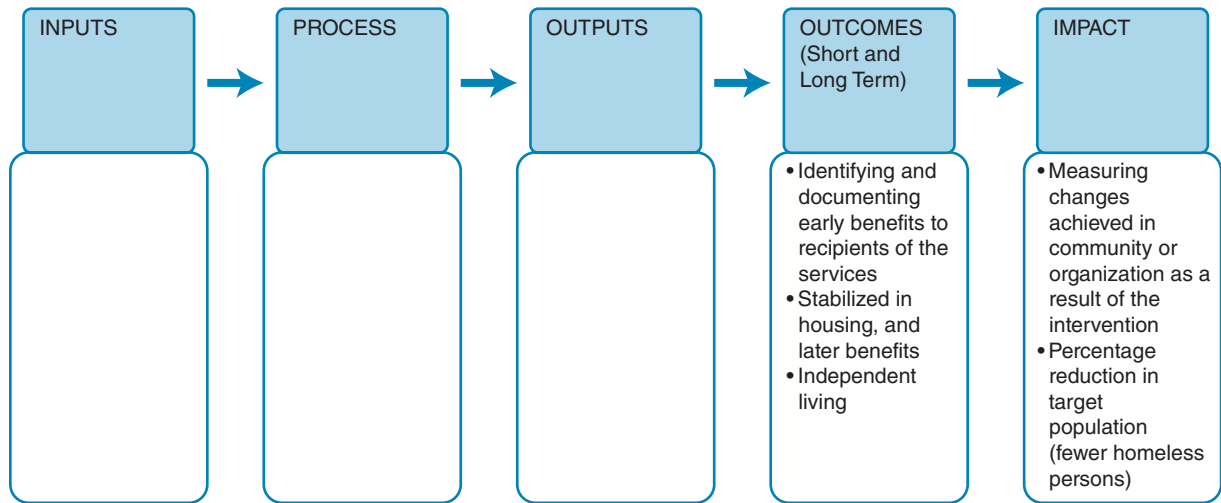 INPUTS
PROCESS
OUTPUTS
OUTCOMES
(Short and
Long Term)
IMPACT
• Identifying and
documenting
early benefits to
recipients of the
services
• Stabilized in
housing, and
later benefits
• Independent
living
• Measuring
changes
achieved in
community or
organization as a
result of the
intervention
• Percentage
reduction in
target
population
(fewer homeless
persons)